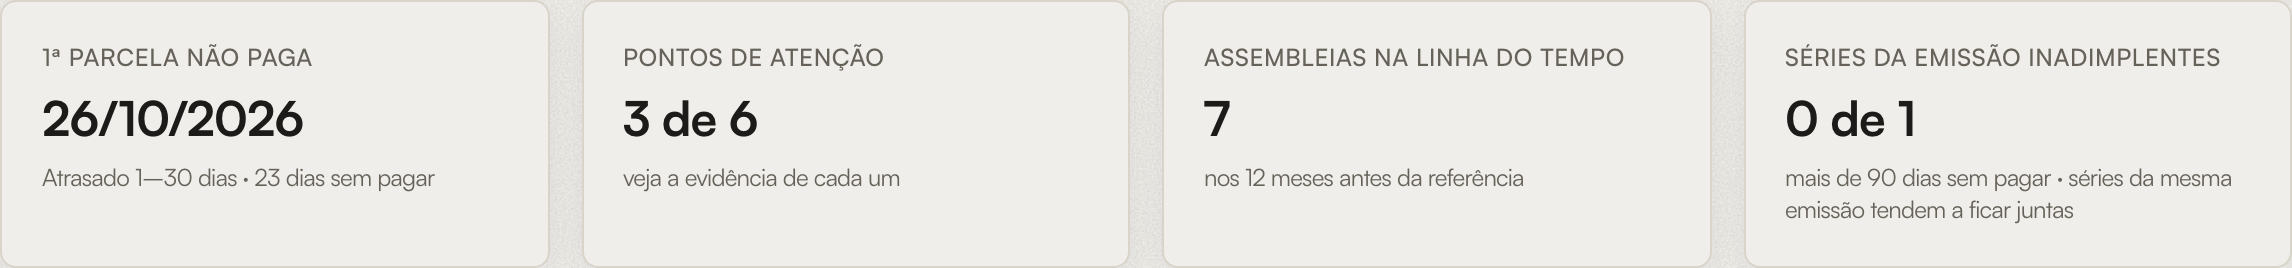 1ª PARCELA NÃO PAGA
26/10/2026
Atrasado 1—30 dias · 23 dias sem pagar
PONTOS DE ATENÇÃO
3 de 6
veja a evidência de cada um
ASSEMBLEIAS NA LINHA DO TEMPO
7
nos 12 meses antes da referência
SÉRIES DA EMISSÃO INADIMPLENTES
0 de 1
mais de 90 dias sem pagar · séries da mesma
emissão tendem a ficar juntas